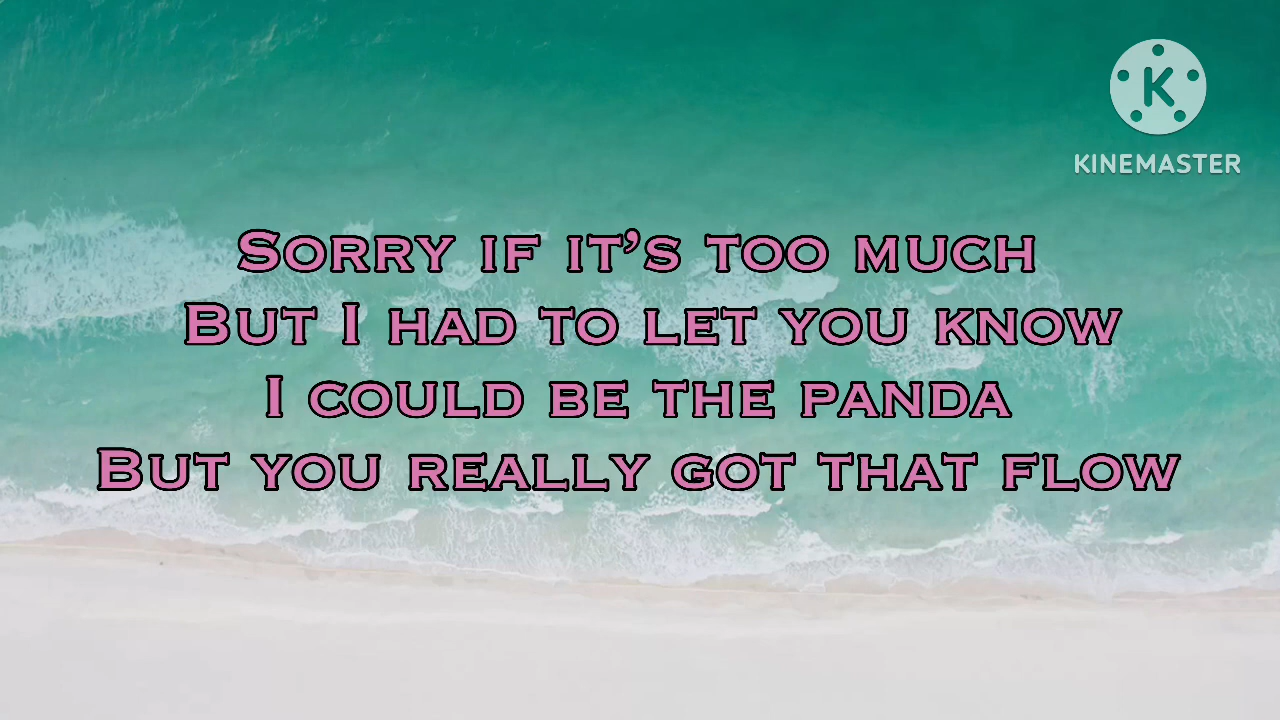 K
KINEMASTER
SORRY IF IT’S TOO MUCH
BUT I HAD TO LET YOU KNOW
I COULD BE THE PANDA
BUT YOU REALLY GOT THAT FLOW